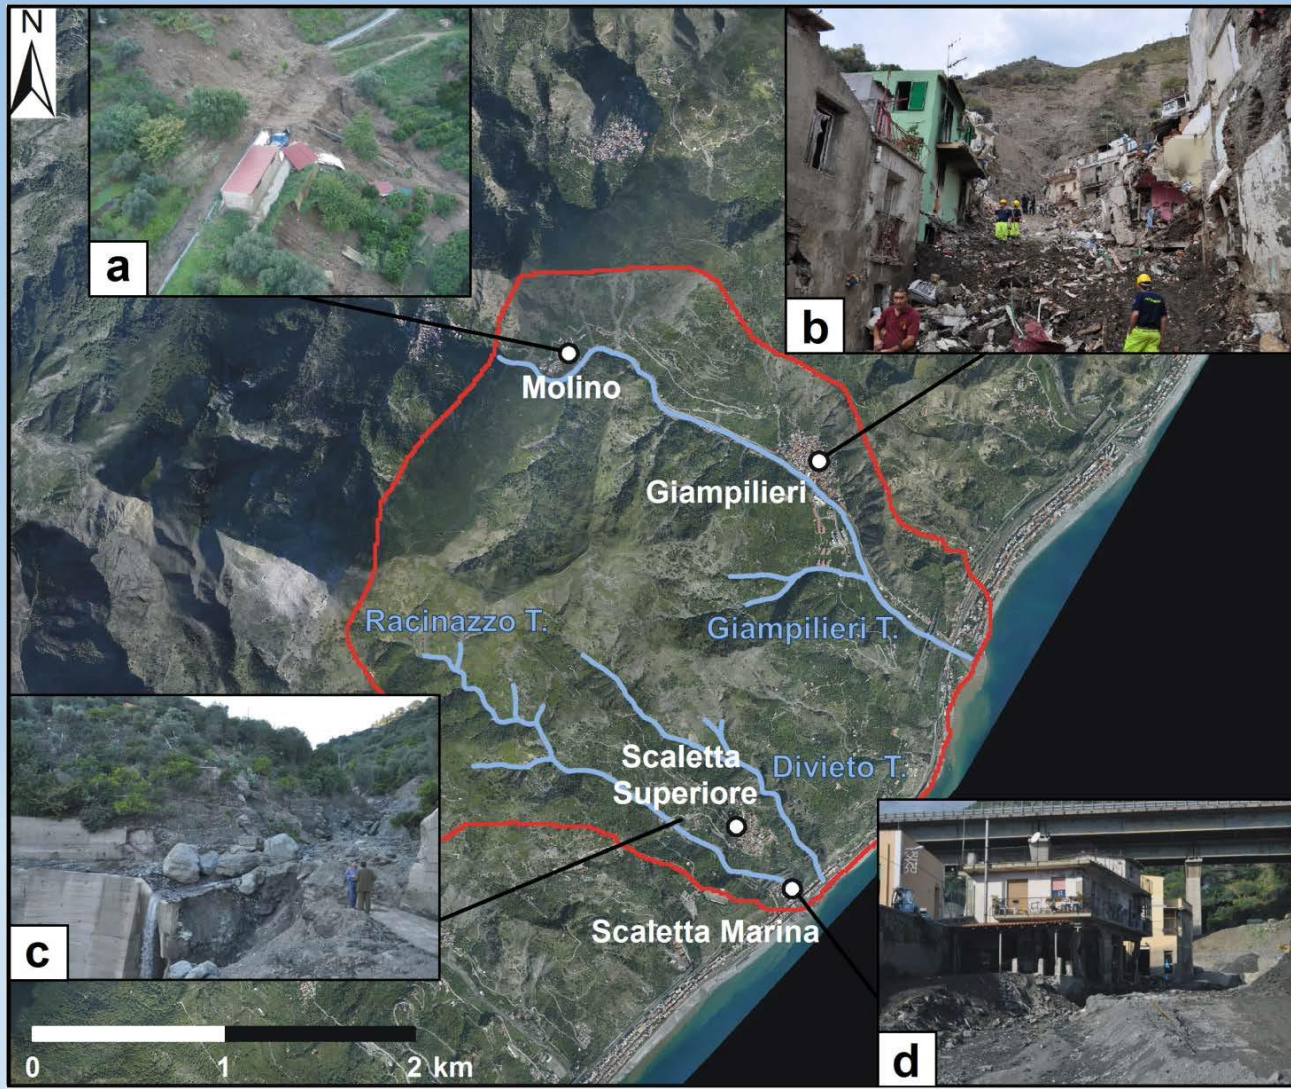 N
a
b
Molino
Giampilieri
Racinazzo T.
Giampilieri T.
Scaletta
Superiore
Divieto T.
c
Scaletta Marina
d
0 1 2 km